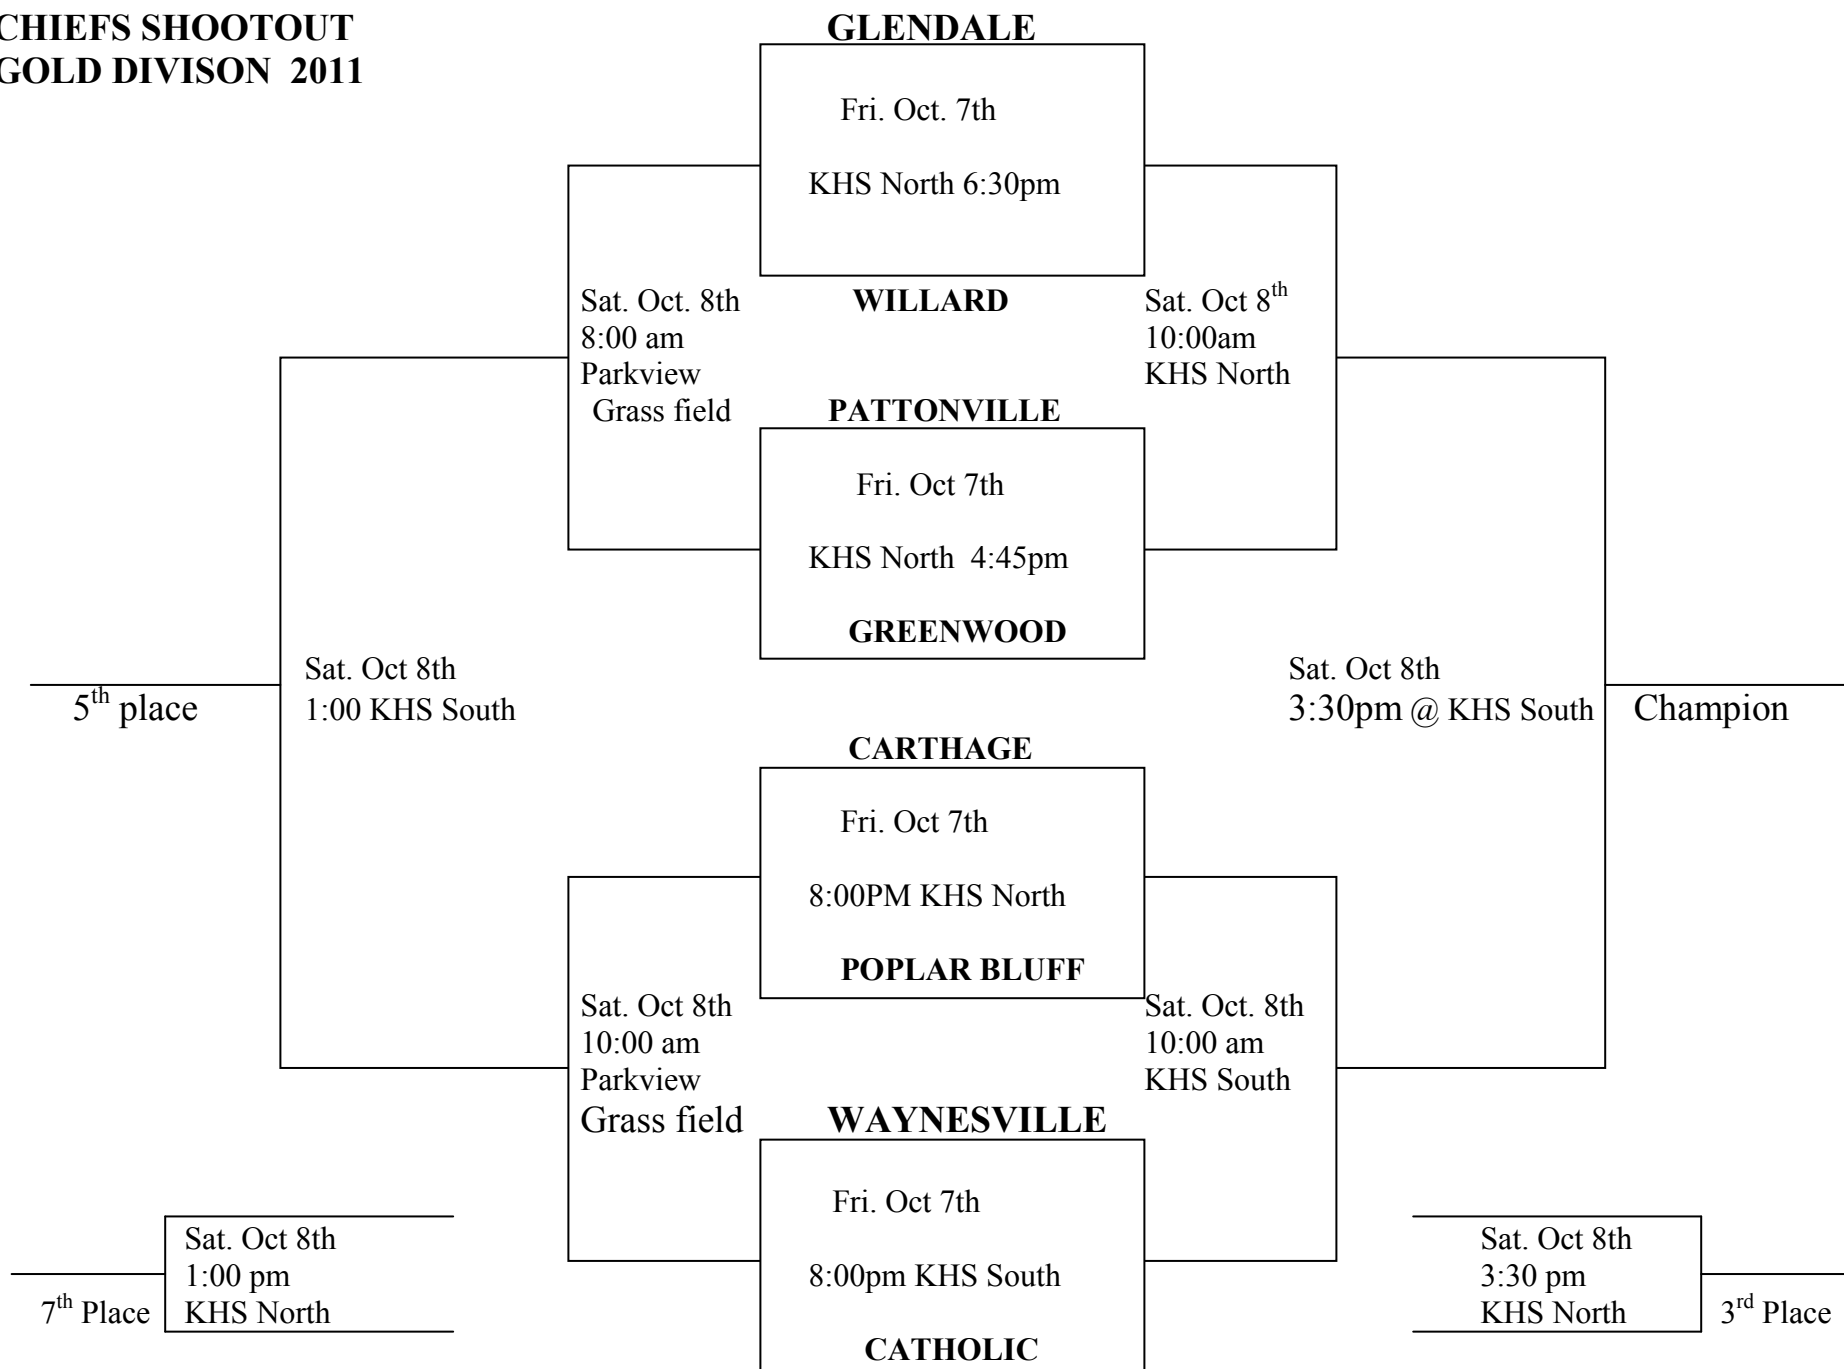 CHIEFS SHOOTOUT
GOLD DIVISON 2011
GLENDALE
Fri. Oct. 7th
KHS North 6:30pm
WILLARD
Sat. Oct. 8th
8:00 am
Parkview
Grass field
Sat. Oct 8th
10:00am
KHS North
PATTONVILLE
Fri. Oct 7th
KHS North 4:45pm
GREENWOOD
5th place
Sat. Oct 8th
1:00 KHS South
Sat. Oct 8th
3:30pm @ KHS South
Champion
CARTHAGE
Fri. Oct 7th
8:00PM KHS North
POPLAR BLUFF
Sat. Oct 8th
10:00 am
Parkview
Grass field
Sat. Oct. 8th
10:00 am
KHS South
WAYNESVILLE
Fri. Oct 7th
8:00pm KHS South
CATHOLIC
Sat. Oct 8th
1:00 pm
KHS North
7th Place
Sat. Oct 8th
3:30 pm
KHS North
3rd Place